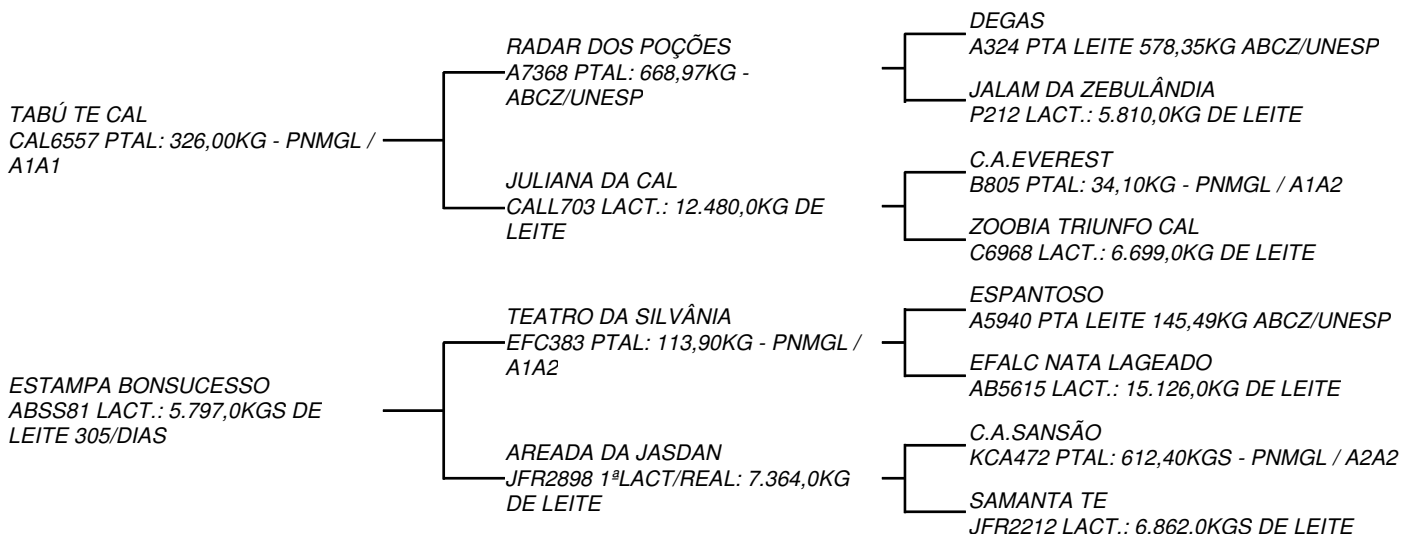 TABÚ TE CAL
CAL6557 PTAL: 326,00KG - PNMGL /
A1A1
RADAR DOS POÇÕES
A7368 PTAL: 668,97KG -
ABCZ/UNESP
DEGAS
A324 PTA LEITE 578,35KG ABCZ/UNESP
JALAM DA ZEBULÂNDIA
P212 LACT.: 5.810,0KG DE LEITE
JULIANA DA CAL
CALL703 LACT.: 12.480,0KG DE
LEITE
C.A.EVEREST
B805 PTAL: 34,10KG - PNMGL / A1A2
ZOOBIA TRIUNFO CAL
C6968 LACT.: 6.699,0KG DE LEITE
ESTAMPA BONSUCESSO
ABSS81 LACT.: 5.797,0KGS DE
LEITE 305/DIAS
TEATRO DA SILVÂNIA
EFC383 PTAL: 113,90KG - PNMGL /
A1A2
ESPANTOSO
A5940 PTA LEITE 145,49KG ABCZ/UNESP
EFALC NATA LAGEADO
AB5615 LACT.: 15.126,0KG DE LEITE
AREADA DA JASDAN
JFR2898 1ªLACT/REAL: 7.364,0KG
DE LEITE
C.A.SANSÃO
KCA472 PTAL: 612,40KGS - PNMGL / A2A2
SAMANTA TE
JFR2212 LACT.: 6.862,0KGS DE LEITE